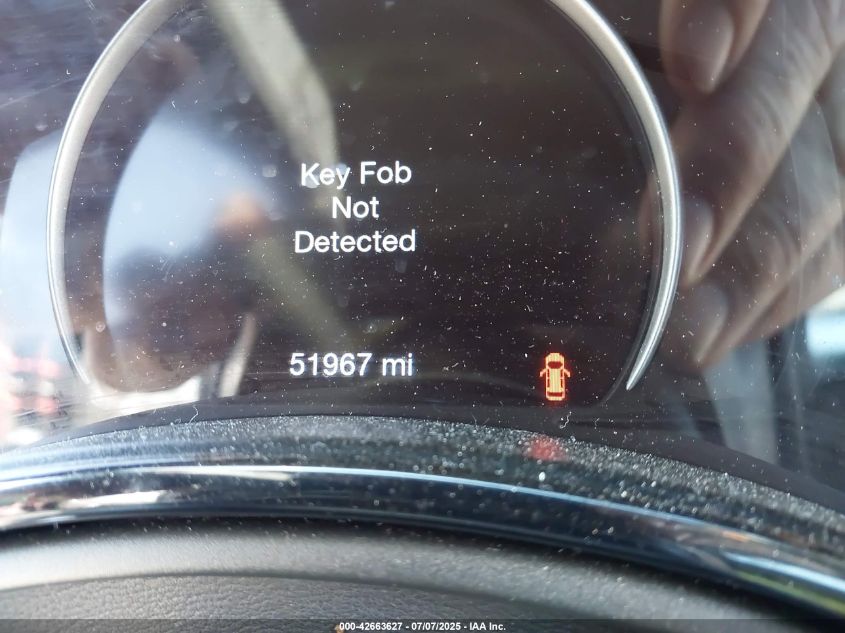 Key Fob
Not
Detected
51967 mi
000-42663627 - 07/07/2025 - IAA Inc.